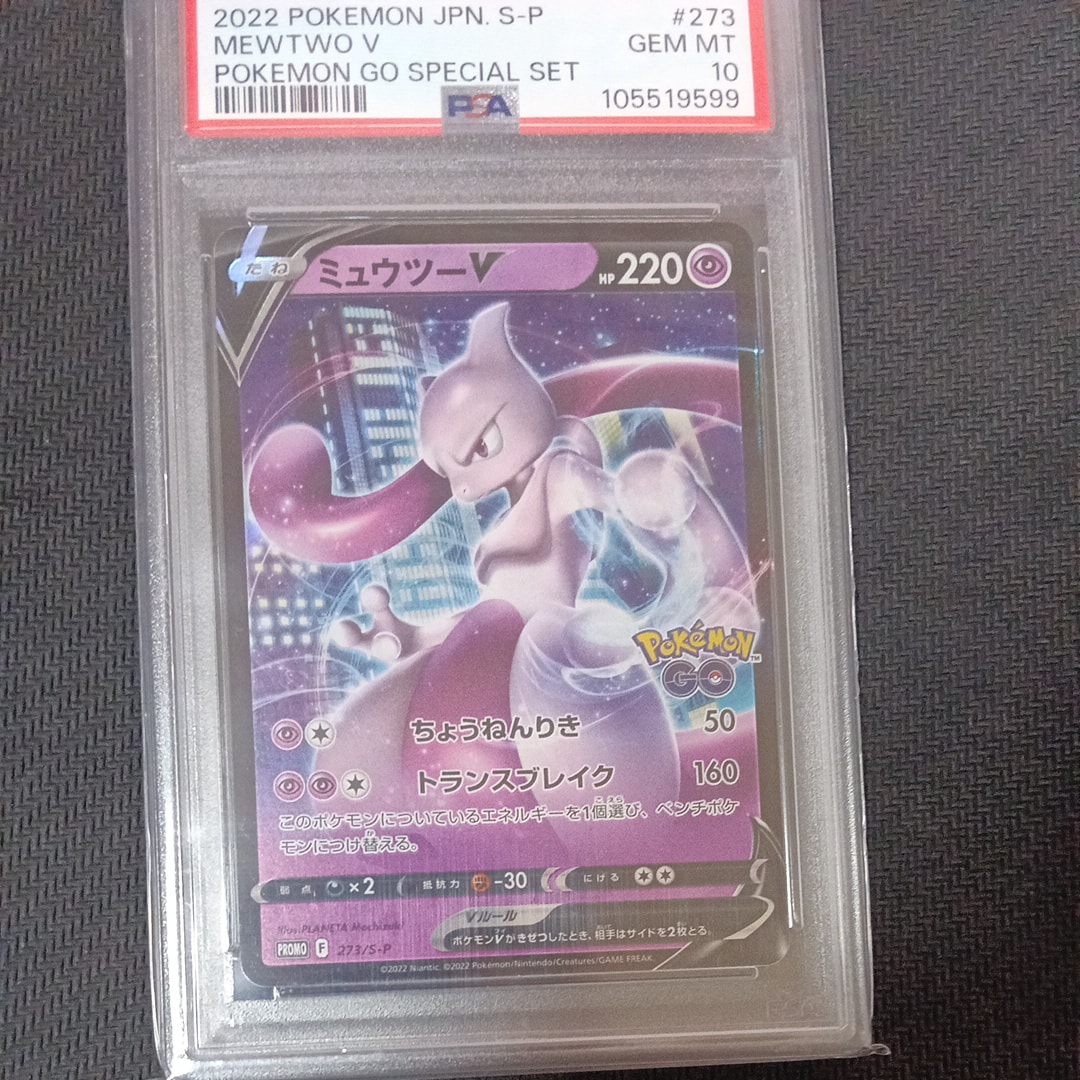 2022 POKEMON JPN. S-P #273
MEWTWO V GEM MT
POKEMON GO SPECIAL SET 10
PSA 105519599
たね ミュウツーV HP220
POKÉMON™
GO
ちょうねんりき 50
トランスブレイク 160
このポケモンについているエネルギーを1個選び、ベンチポケ
モンにつけ替える。
弱点 ×2 抵抗力 -30 にげる
Vルール
Illus. PLANETA Mochizuki
ポケモンVがきぜつしたとき、相手はサイドを2枚とる。
PROMO F 273/S-P
©2022 Niantic. ©2022 Pokémon/Nintendo/Creatures/GAME FREAK.